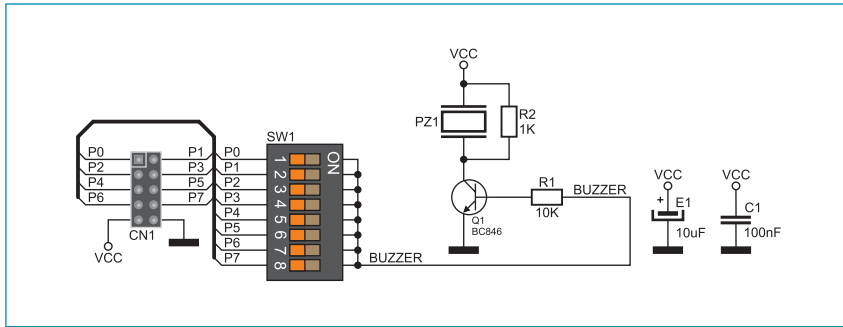 VCC
PZ1
R2
1K
SW1
P0
P2
P4
P6
P1
P3
P5
P7
CN1
VCC
P0
P1
P2
P3
P4
P5
P6
P7
1
2
3
4
5
6
7
8
ON
BUZZER
Q1
BC846
R1
10K
BUZZER
VCC
+
E1
10uF
VCC
C1
100nF